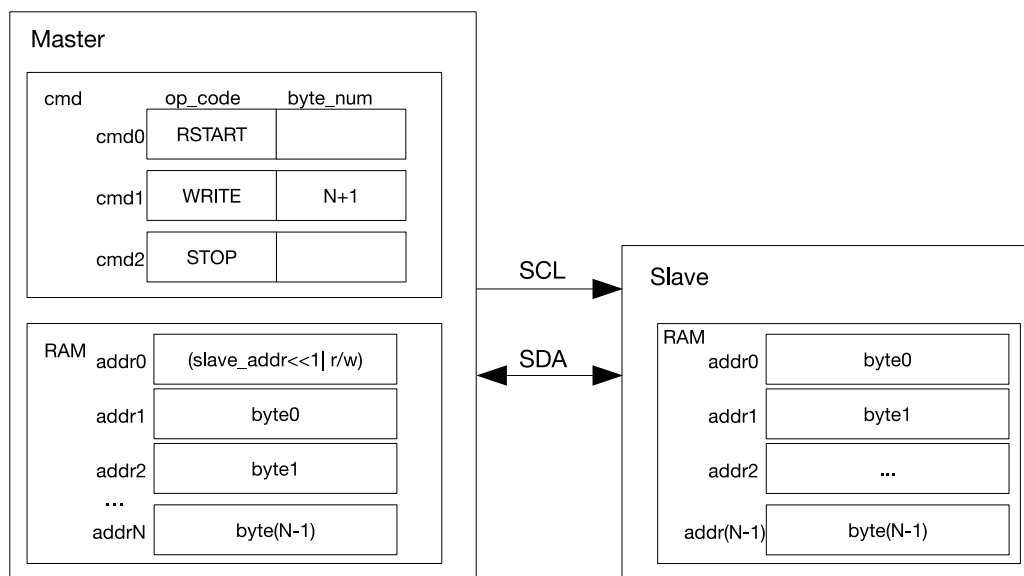 Master
cmd op_code byte_num
cmd0 RSTART
cmd1 WRITE N+1
cmd2 STOP
RAM
addr0 (slave_addr<<1| r/w)
addr1 byte0
addr2 byte1
...
addrN byte(N-1)
SCL
SDA
Slave
RAM
addr0 byte0
addr1 byte1
addr2 ...
addr(N-1) byte(N-1)